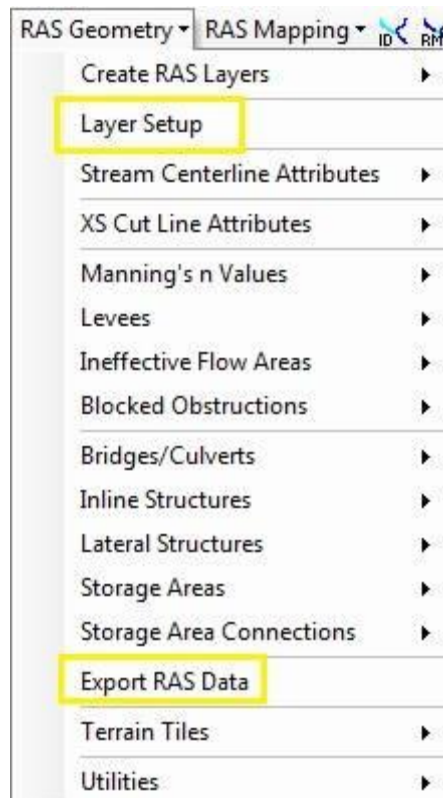 RAS Geometry RAS Mapping ID RM
Create RAS Layers
Layer Setup
Stream Centerline Attributes
XS Cut Line Attributes
Manning's n Values
Levees
Ineffective Flow Areas
Blocked Obstructions
Bridges/Culverts
Inline Structures
Lateral Structures
Storage Areas
Storage Area Connections
Export RAS Data
Terrain Tiles
Utilities